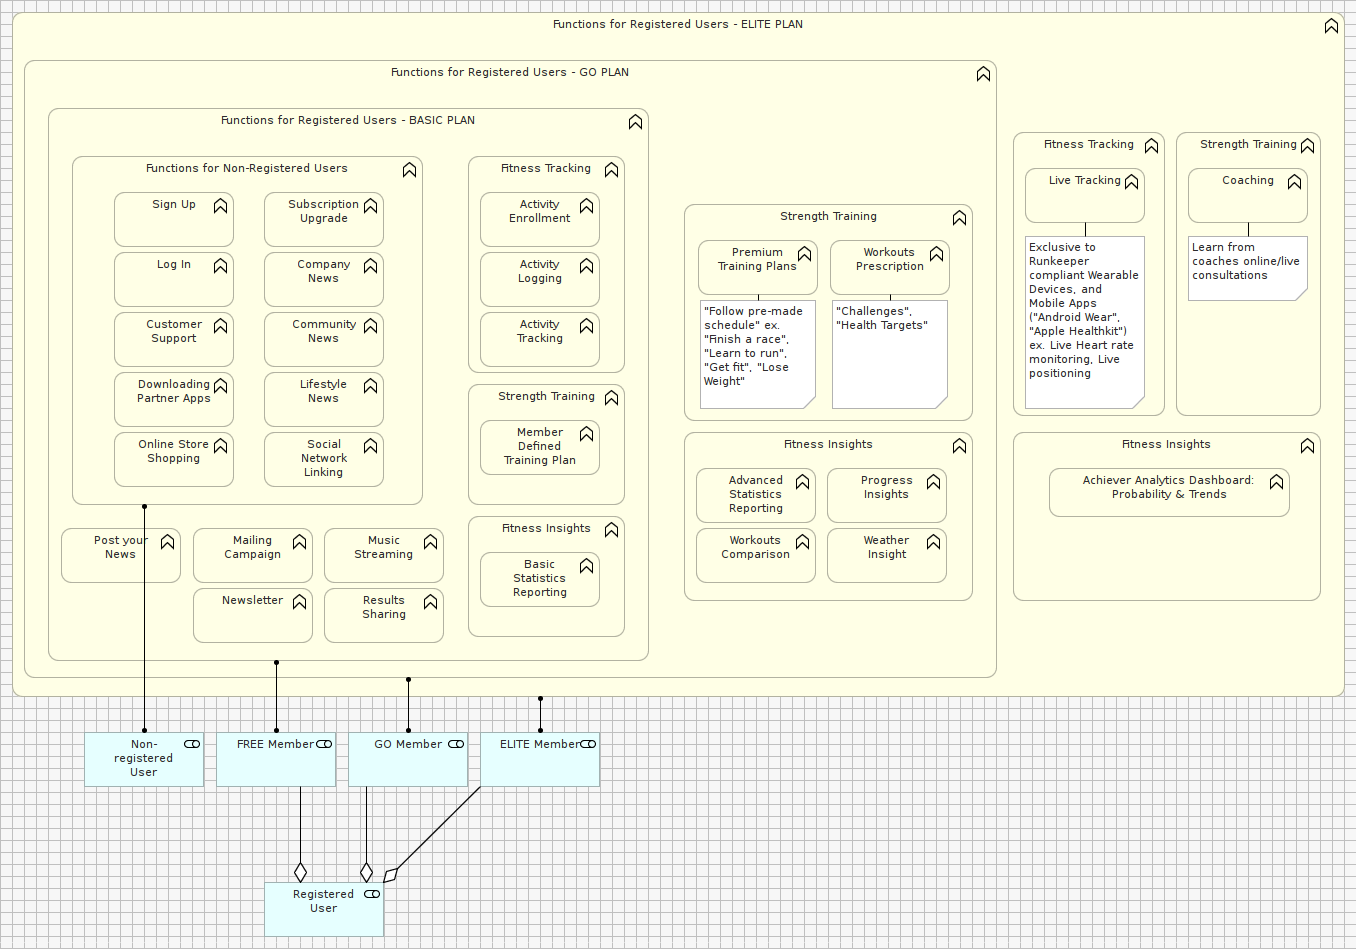 Functions for Registered Users - ELITE PLAN
Functions for Registered Users - GO PLAN
Functions for Registered Users - BASIC PLAN
Functions for Non-Registered Users
Sign Up
Subscription
Upgrade
Log In
Company
News
Customer
Support
Community
News
Downloading
Partner Apps
Lifestyle
News
Online Store
Shopping
Social
Network
Linking
Post your
News
Mailing
Campaign
Music
Streaming
Newsletter
Results
Sharing
Fitness Tracking
Activity
Enrollment
Activity
Logging
Activity
Tracking
Strength Training
Member
Defined
Training Plan
Fitness Insights
Basic
Statistics
Reporting
Strength Training
Premium
Training Plans
Workouts
Prescription
"Follow pre-made
schedule" ex.
"Finish a race",
"Learn to run",
"Get fit", "Lose
Weight"
"Challenges",
"Health Targets"
Fitness Insights
Advanced
Statistics
Reporting
Progress
Insights
Workouts
Comparison
Weather
Insight
Fitness Tracking
Live Tracking
Exclusive to
Runkeeper
compliant Wearable
Devices, and
Mobile Apps
("Android Wear",
"Apple Healthkit")
ex. Live Heart rate
monitoring, Live
positioning
Strength Training
Coaching
Learn from
coaches online/live
consultations
Fitness Insights
Achiever Analytics Dashboard:
Probability & Trends
Non-
registered
User
FREE Member
GO Member
ELITE Member
Registered
User